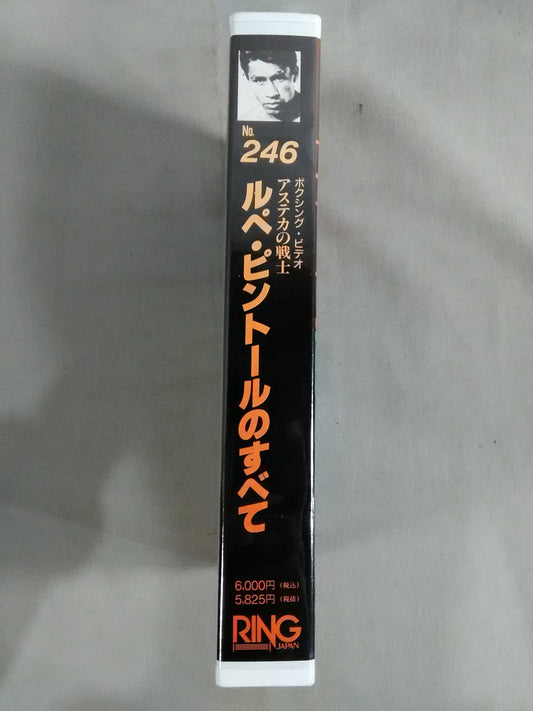 No.
246
ボクシング・ビデオ
アステカの戦士
ルペ・ピントールのすべて
6,000円(税込)
5,825円(税抜)
RING
JAPAN